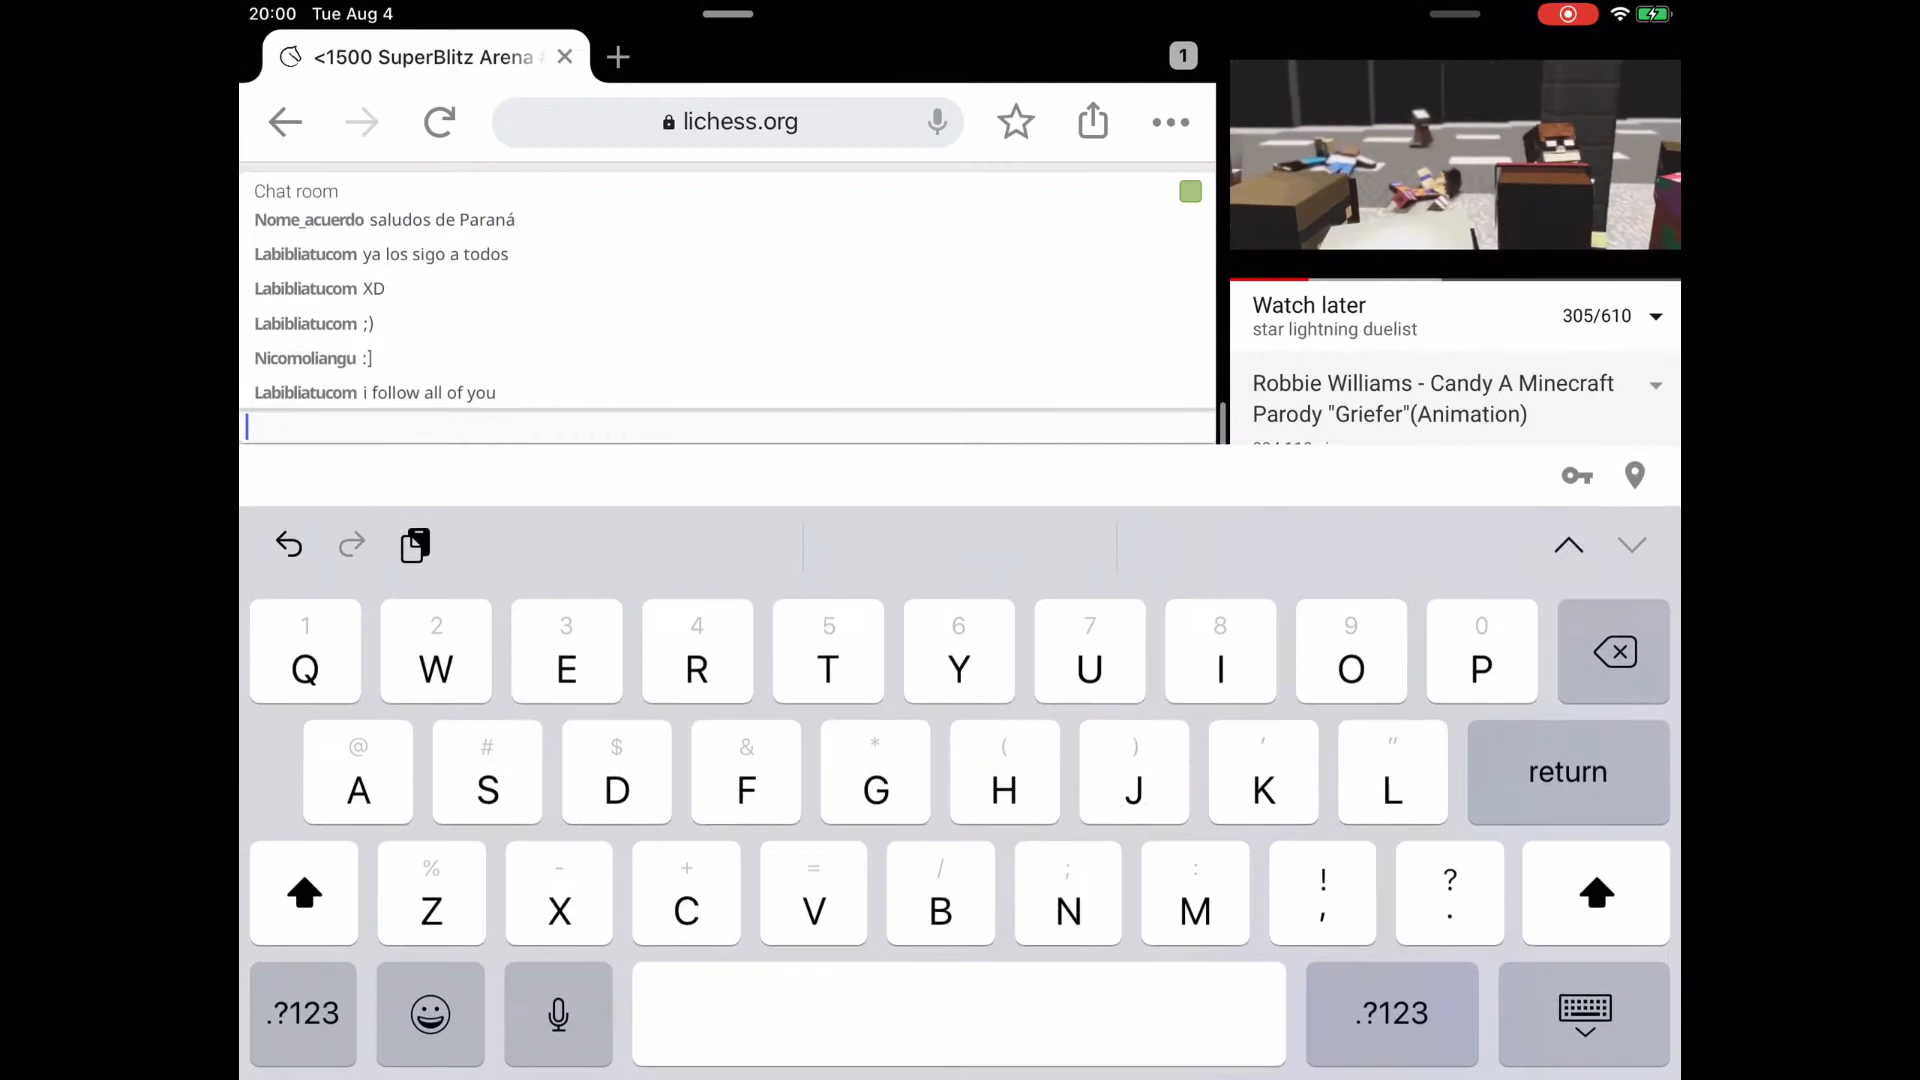 20:00 Tue Aug 4
<1500 SuperBlitz Arena
1
lichess.org
Chat room
Nome_acuerdo saludos de Paraná
Labibliatucom ya los sigo a todos
Labibliatucom XD
Labibliatucom ;)
Nicomoliangu :]
Labibliatucom i follow all of you
Watch later
star lightning duelist
305/610
Robbie Williams - Candy A Minecraft
Parody "Griefer"(Animation)
1 2 3 4 5 6 7 8 9 0
Q W E R T Y U I O P
@ # $ & * ( ) ' "
A S D F G H J K L return
% - + = / ; : ! ?
Z X C V B N M , .
.?123 .?123